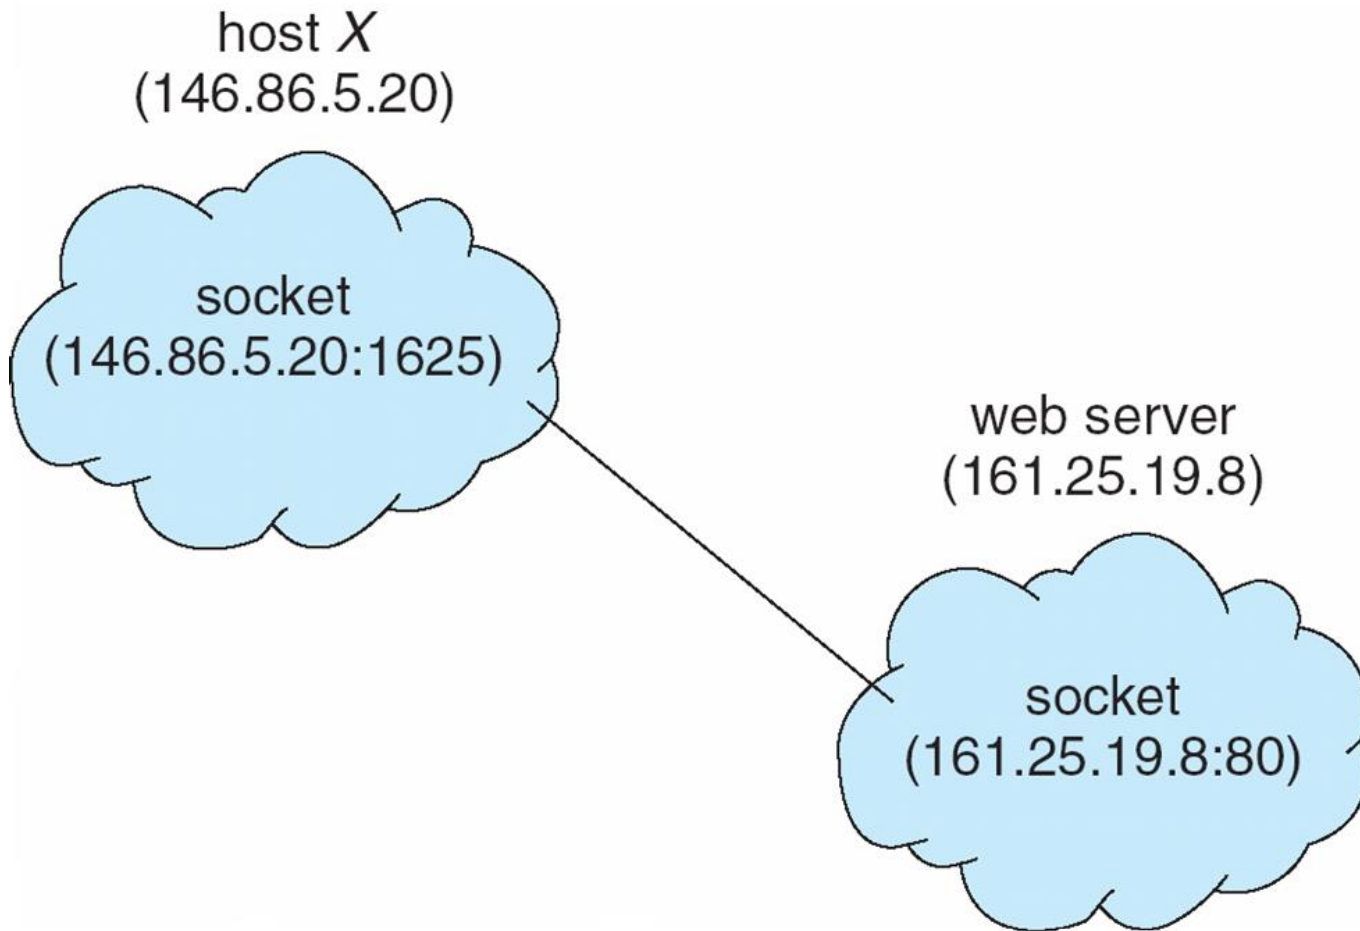 host X
(146.86.5.20)
socket
(146.86.5.20:1625)
web server
(161.25.19.8)
socket
(161.25.19.8:80)